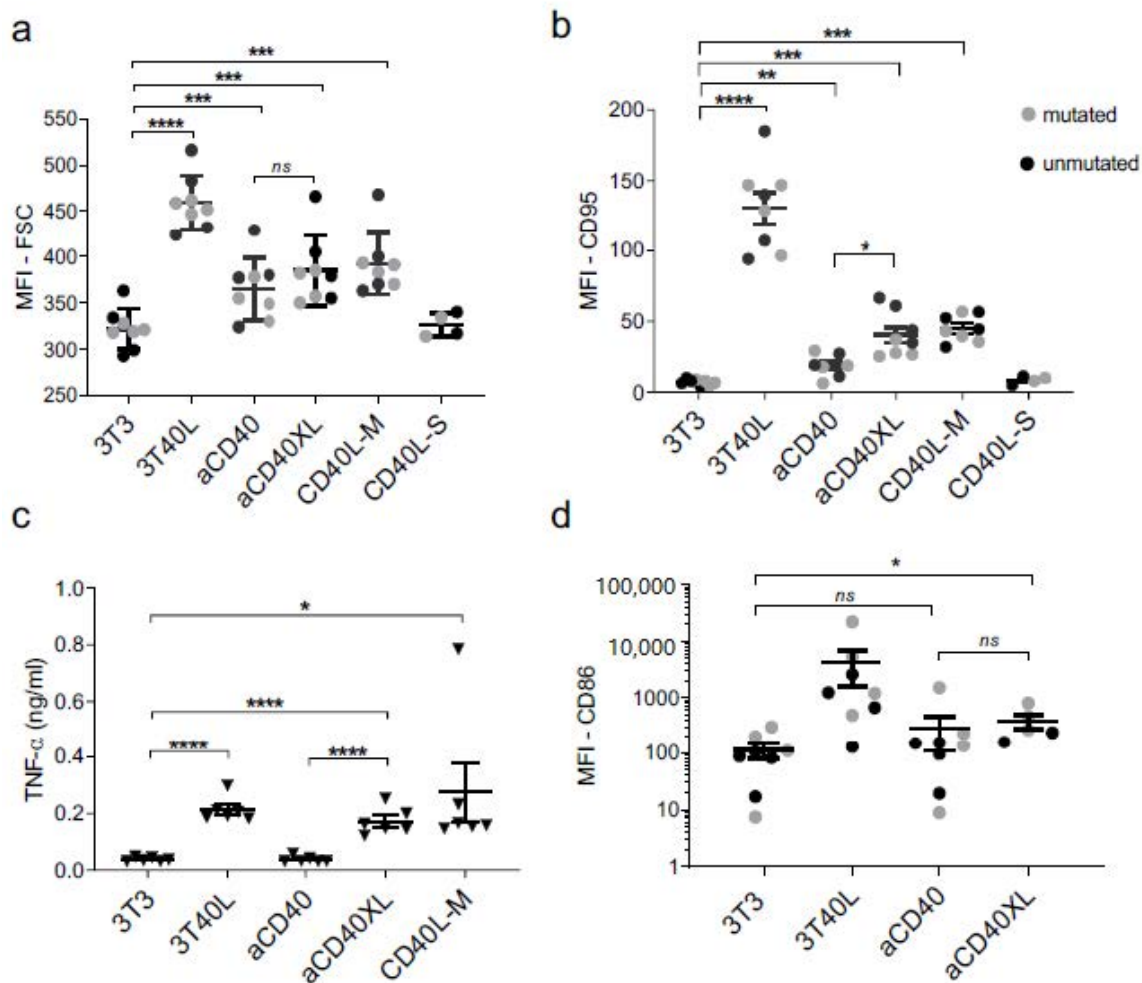 a
***
***
***
****
ns
550
500
450
400
350
300
250
MFI - FSC
3T3
3T40L
aCD40
aCD40XL
CD40L-M
CD40L-S
b
***
***
**
****
*
200
150
100
50
0
MFI - CD95
3T3
3T40L
aCD40
aCD40XL
CD40L-M
CD40L-S
mutated
unmutated
c
*
****
****
****
1.0
0.8
0.6
0.4
0.2
0.0
TNF-α (ng/ml)
3T3
3T40L
aCD40
aCD40XL
CD40L-M
d
*
ns
ns
100,000
10,000
1000
100
10
1
MFI - CD86
3T3
3T40L
aCD40
aCD40XL